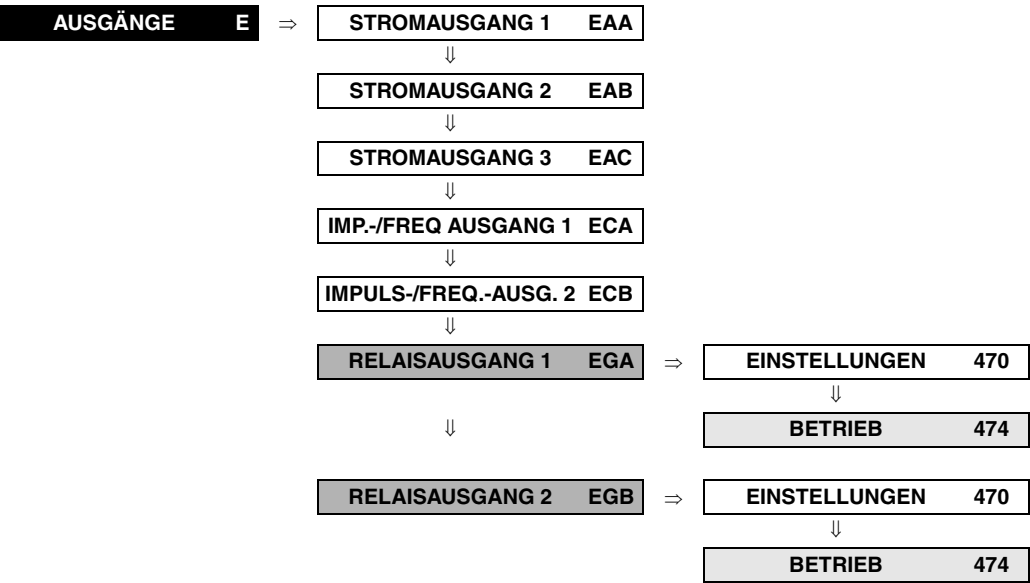 AUSGÄNGE E ⇒ STROMAUSGANG 1 EAA
⇓
STROMAUSGANG 2 EAB
⇓
STROMAUSGANG 3 EAC
⇓
IMP.-/FREQ AUSGANG 1 ECA
⇓
IMPULS-/FREQ.-AUSG. 2 ECB
⇓
RELAISAUSGANG 1 EGA ⇒ EINSTELLUNGEN 470
⇓
⇓ BETRIEB 474
RELAISAUSGANG 2 EGB ⇒ EINSTELLUNGEN 470
⇓
BETRIEB 474